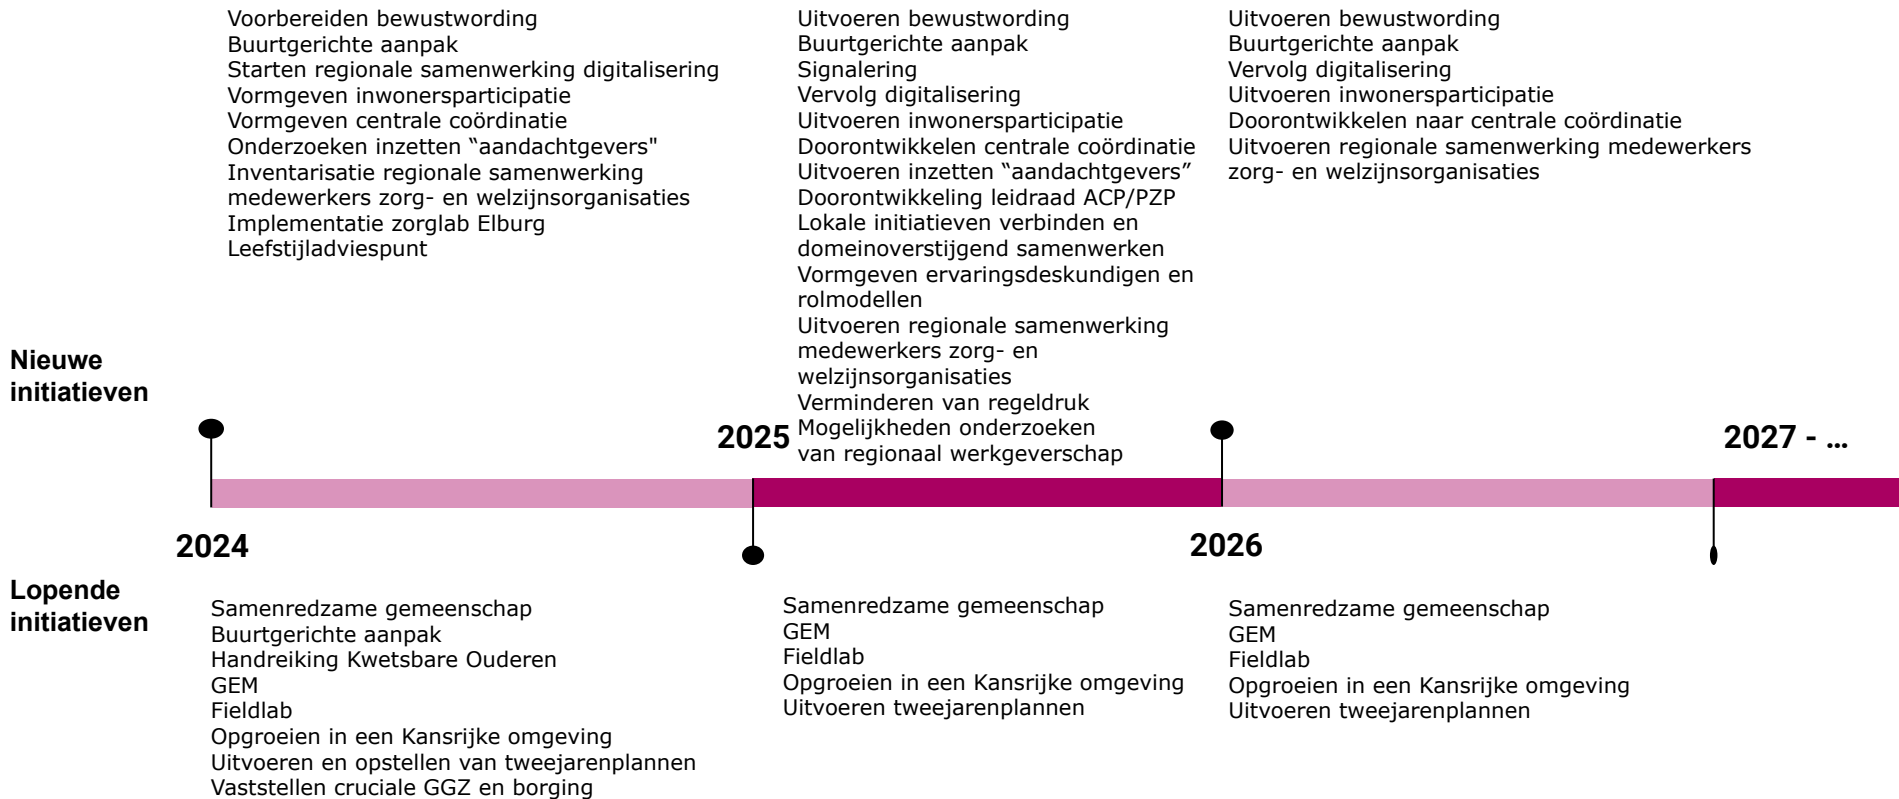 Voorbereiden bewustwording
Buurtgerichte aanpak
Starten regionale samenwerking digitalisering
Vormgeven inwonersparticipatie
Vormgeven centrale coördinatie
Onderzoeken inzetten “aandachtgevers"
Inventarisatie regionale samenwerking
medewerkers zorg- en welzijnsorganisaties
Implementatie zorglab Elburg
Leefstijladviespunt
Uitvoeren bewustwording
Buurtgerichte aanpak
Signalering
Vervolg digitalisering
Uitvoeren inwonersparticipatie
Doorontwikkelen centrale coördinatie
Uitvoeren inzetten “aandachtgevers”
Doorontwikkeling leidraad ACP/PZP
Lokale initiatieven verbinden en
domeinoverstijgend samenwerken
Vormgeven ervaringsdeskundigen en
rolmodellen
Uitvoeren regionale samenwerking
medewerkers zorg- en
welzijnsorganisaties
Verminderen van regeldruk
Mogelijkheden onderzoeken
van regionaal werkgeverschap
Uitvoeren bewustwording
Buurtgerichte aanpak
Vervolg digitalisering
Uitvoeren inwonersparticipatie
Doorontwikkelen naar centrale coördinatie
Uitvoeren regionale samenwerking medewerkers
zorg- en welzijnsorganisaties
Nieuwe
initiatieven
2025
2027 - …
2024
2026
Lopende
initiatieven
Samenredzame gemeenschap
Buurtgerichte aanpak
Handreiking Kwetsbare Ouderen
GEM
Fieldlab
Opgroeien in een Kansrijke omgeving
Uitvoeren en opstellen van tweejarenplannen
Vaststellen cruciale GGZ en borging
Samenredzame gemeenschap
GEM
Fieldlab
Opgroeien in een Kansrijke omgeving
Uitvoeren tweejarenplannen
Samenredzame gemeenschap
GEM
Fieldlab
Opgroeien in een Kansrijke omgeving
Uitvoeren tweejarenplannen